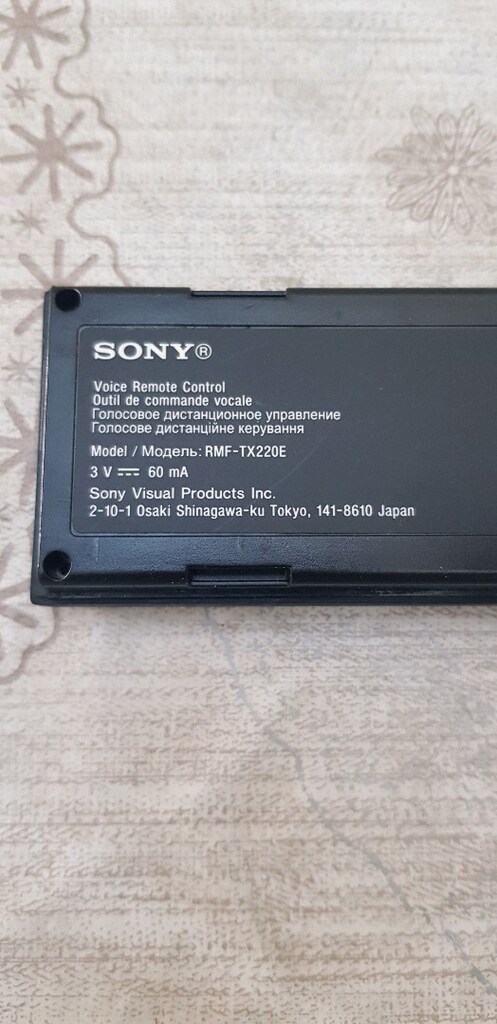 SONY®
Voice Remote Control
Outil de commande vocale
Голосовое дистанционное управление
Голосове дистанційне керування
Model / Модель: RMF-TX220E
3 V ⎓ 60 mA
Sony Visual Products Inc.
2-10-1 Osaki Shinagawa-ku Tokyo, 141-8610 Japan